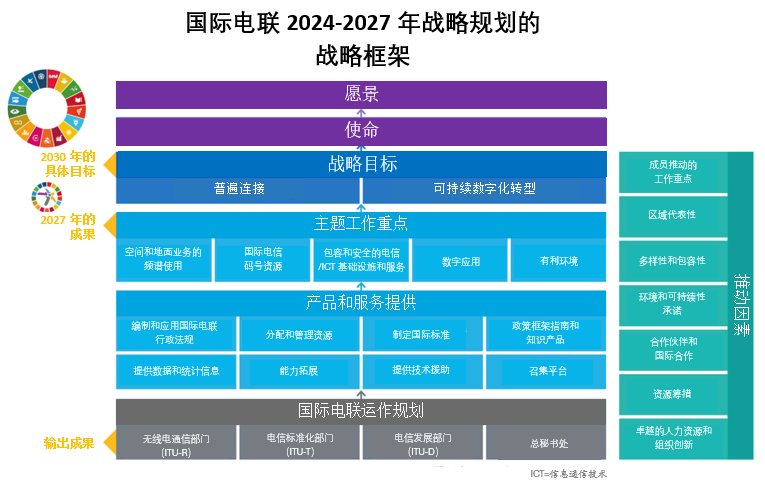 国际电联 2024-2027 年战略规划的
战略框架
愿景
使命
2030 年的
具体目标
战略目标
普遍连接
可持续数字化转型
2027 年的
成果
主题工作重点
空间和地面业务的
频谱使用
国际电信
码号资源
包容和安全的电信
/ICT 基础设施和服务
数字应用
有利环境
产品和服务提供
编制和应用国际电联
行政法规
分配和管理资源
制定国际标准
政策框架指南和
知识产品
提供数据和统计信息
能力拓展
提供技术援助
召集平台
国际电联运作规划
输出成果
无线电通信部门
(ITU-R)
电信标准化部门
(ITU-T)
电信发展部门
(ITU-D)
总秘书处
成员推动的
工作重点
区域代表性
多样性和包容性
环境和可持续性
承诺
合作伙伴和
国际合作
资源筹措
卓越的人力资源和
组织创新
推动因素
ICT=信息通信技术